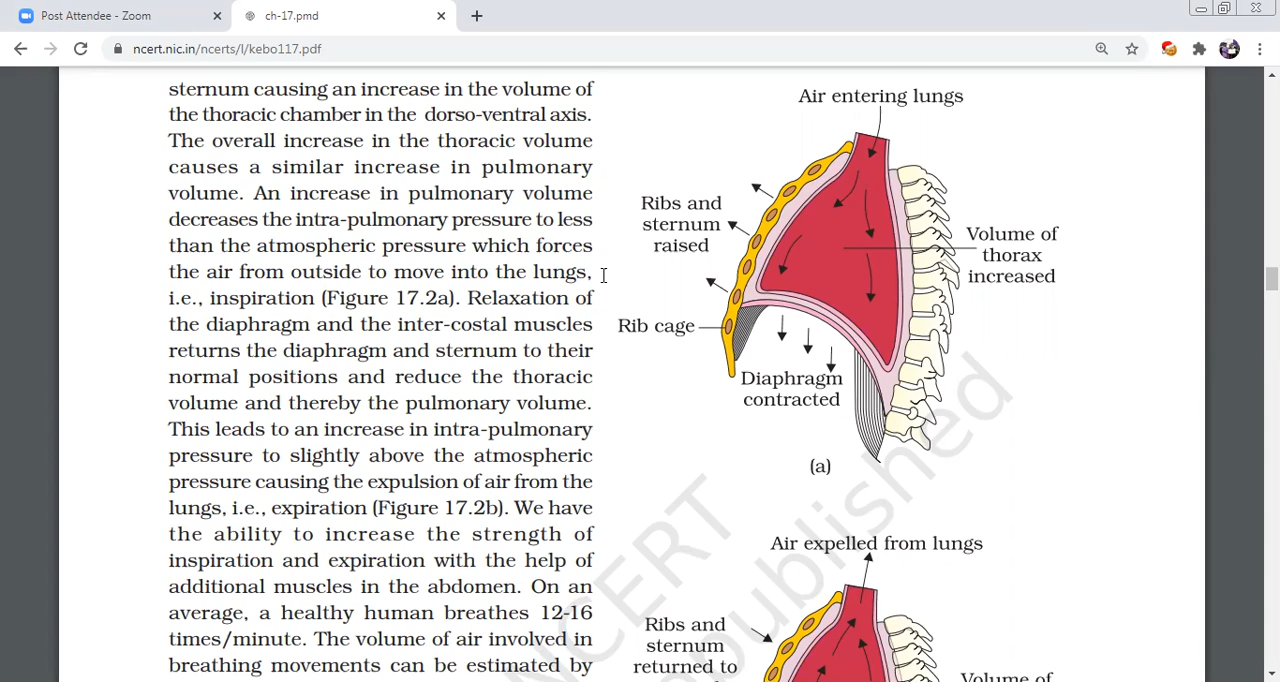 Post Attendee - Zoom
ch-17.pmd
ncert.nic.in/ncerts/l/kebo117.pdf
sternum causing an increase in the volume of
the thoracic chamber in the dorso-ventral axis.
The overall increase in the thoracic volume
causes a similar increase in pulmonary
volume. An increase in pulmonary volume
decreases the intra-pulmonary pressure to less
than the atmospheric pressure which forces
the air from outside to move into the lungs,
i.e., inspiration (Figure 17.2a). Relaxation of
the diaphragm and the inter-costal muscles
returns the diaphragm and sternum to their
normal positions and reduce the thoracic
volume and thereby the pulmonary volume.
This leads to an increase in intra-pulmonary
pressure to slightly above the atmospheric
pressure causing the expulsion of air from the
lungs, i.e., expiration (Figure 17.2b). We have
the ability to increase the strength of
inspiration and expiration with the help of
additional muscles in the abdomen. On an
average, a healthy human breathes 12-16
times/minute. The volume of air involved in
breathing movements can be estimated by
Air entering lungs
Ribs and
sternum
raised
Volume of
thorax
increased
Rib cage
Diaphragm
contracted
(a)
Air expelled from lungs
Ribs and
sternum
returned to
Volume of
NCERT
republished